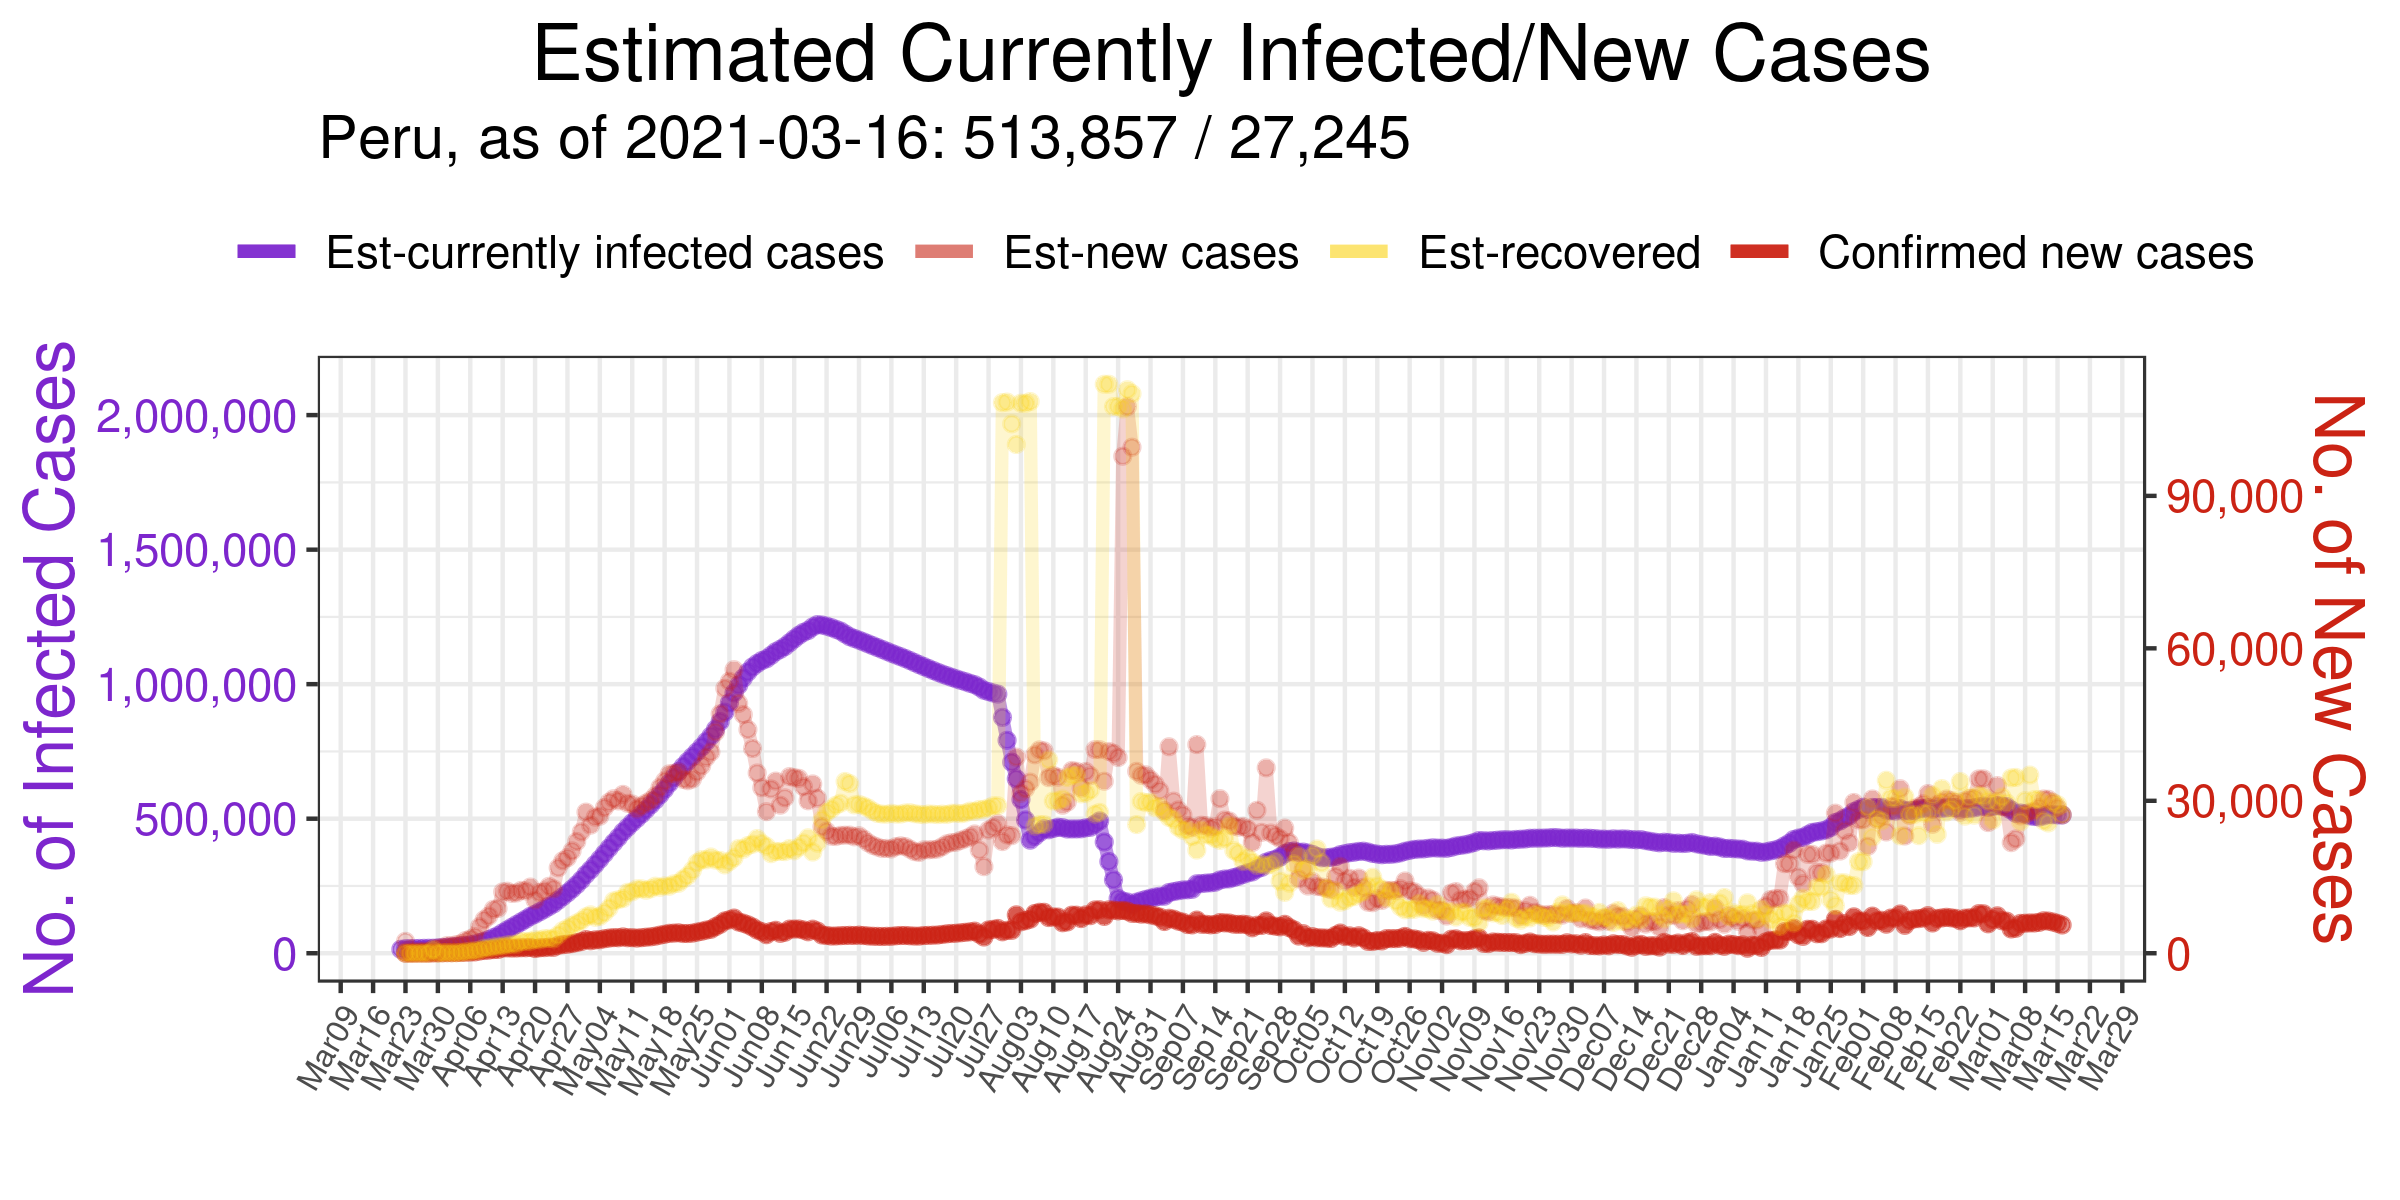 Estimated Currently Infected/New Cases
Peru, as of 2021-03-16: 513,857 / 27,245
Est-currently infected cases Est-new cases Est-recovered Confirmed new cases
No. of Infected Cases
2,000,000
1,500,000
1,000,000
500,000
0
90,000
60,000
30,000
0
No. of New Cases
Mar09 Mar16 Mar23 Mar30 Apr06 Apr13 Apr20 Apr27 May04 May11 May18 May25 Jun01 Jun08 Jun15 Jun22 Jun29 Jul06 Jul13 Jul20 Jul27 Aug03 Aug10 Aug17 Aug24 Aug31 Sep07 Sep14 Sep21 Sep28 Oct05 Oct12 Oct19 Oct26 Nov02 Nov09 Nov16 Nov23 Nov30 Dec07 Dec14 Dec21 Dec28 Jan04 Jan11 Jan18 Jan25 Feb01 Feb08 Feb15 Feb22 Mar01 Mar08 Mar15 Mar22 Mar29